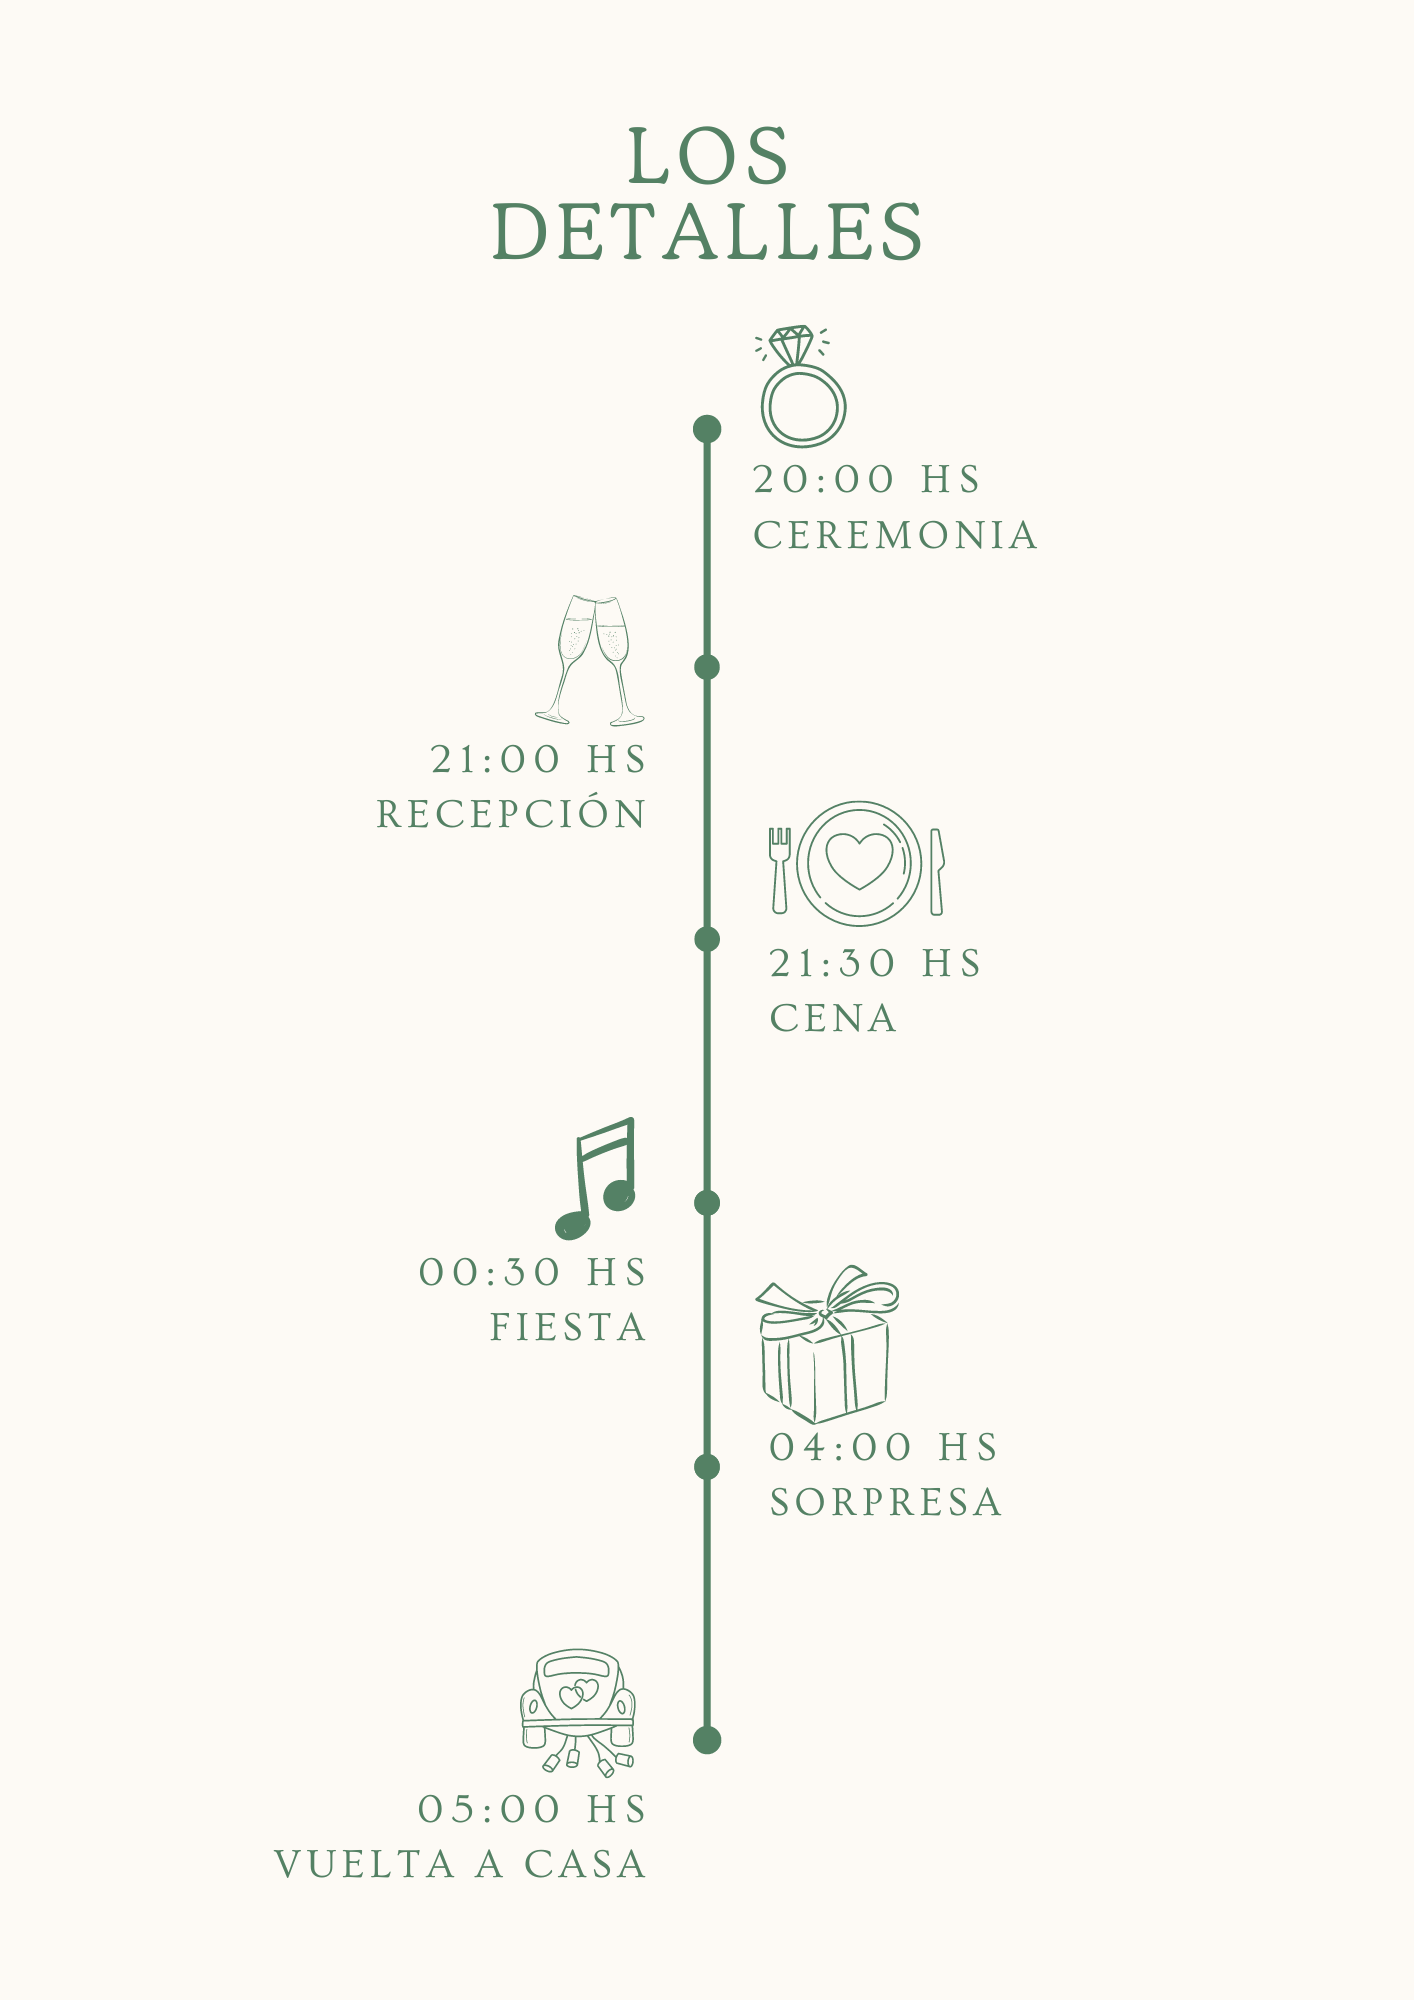 LOS
DETALLES
20:00 HS
CEREMONIA
21:00 HS
RECEPCIÓN
21:30 HS
CENA
00:30 HS
FIESTA
04:00 HS
SORPRESA
05:00 HS
VUELTA A CASA